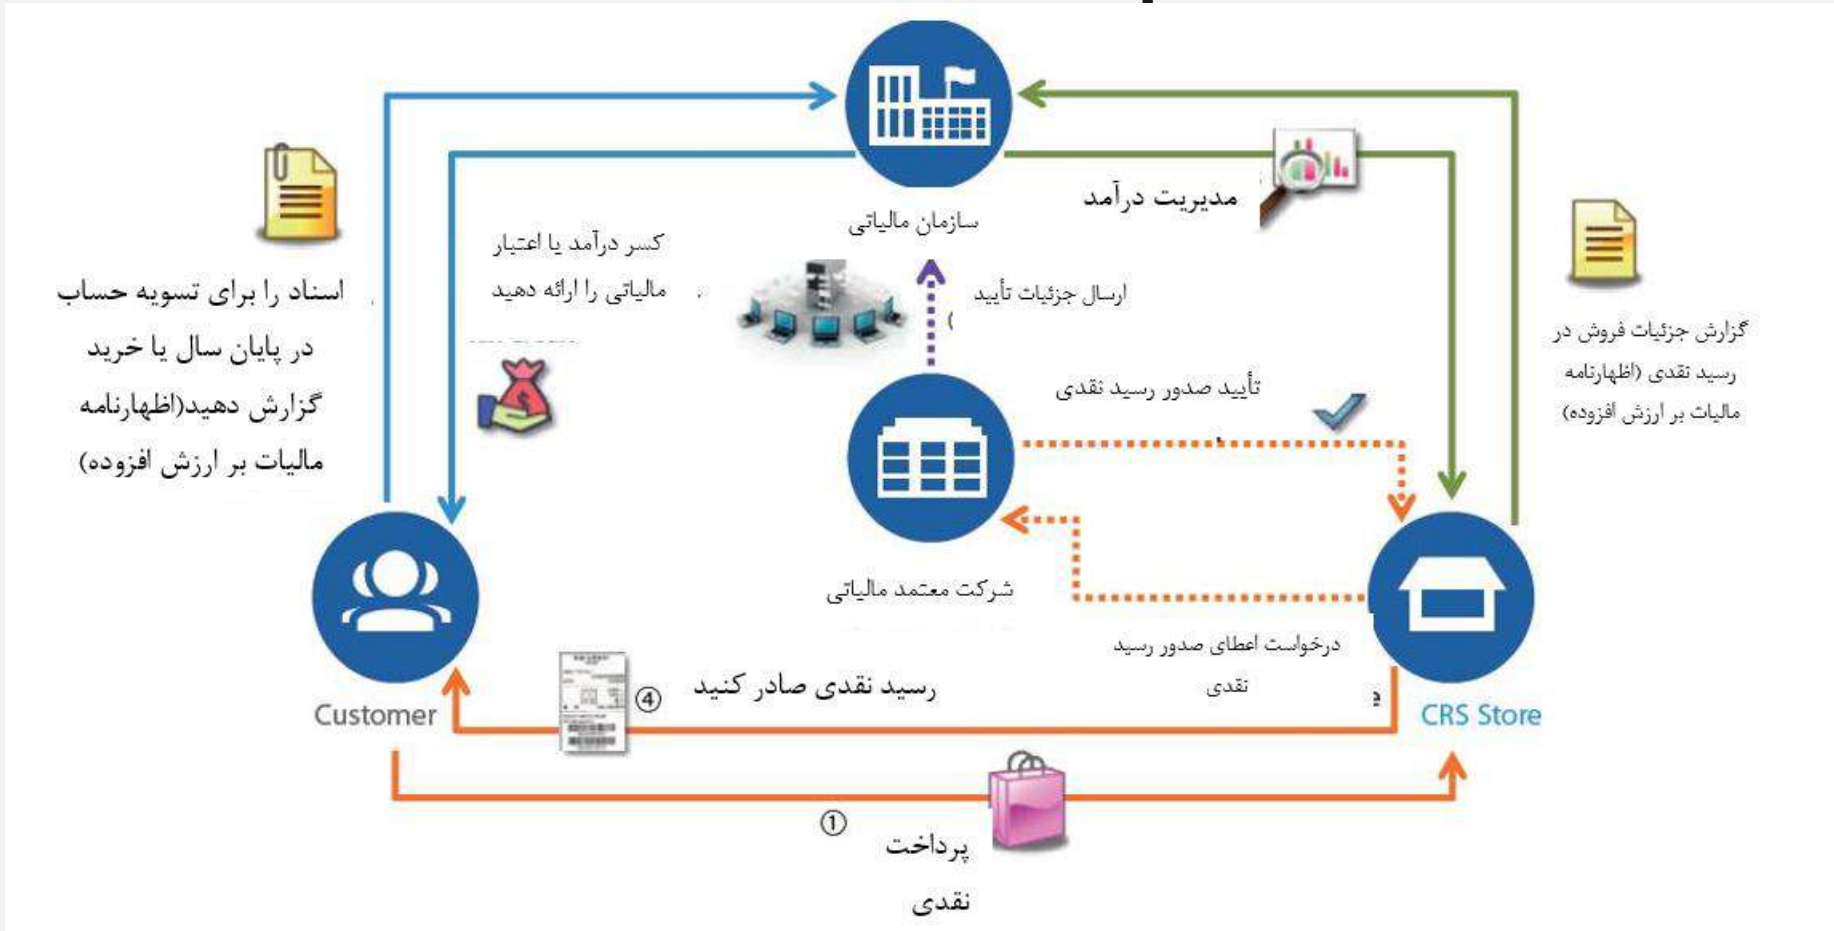 سازمان مالیاتی
مدیریت درآمد
کسر درآمد یا اعتبار
مالیاتی را ارائه دهید
ارسال جزئیات تأیید
اسناد را برای تسویه حساب
در پایان سال یا خرید
گزارش دهید(اظهارنامه
مالیات بر ارزش افزوده)
گزارش جزئیات فروش در
رسید نقدی (اظهارنامه
مالیات بر ارزش افزوده)
تأیید صدور رسید نقدی
شرکت معتمد مالیاتی
درخواست اعطای صدور رسید
نقدی
رسید نقدی صادر کنید
④
Customer
CRS Store
①
پرداخت
نقدی